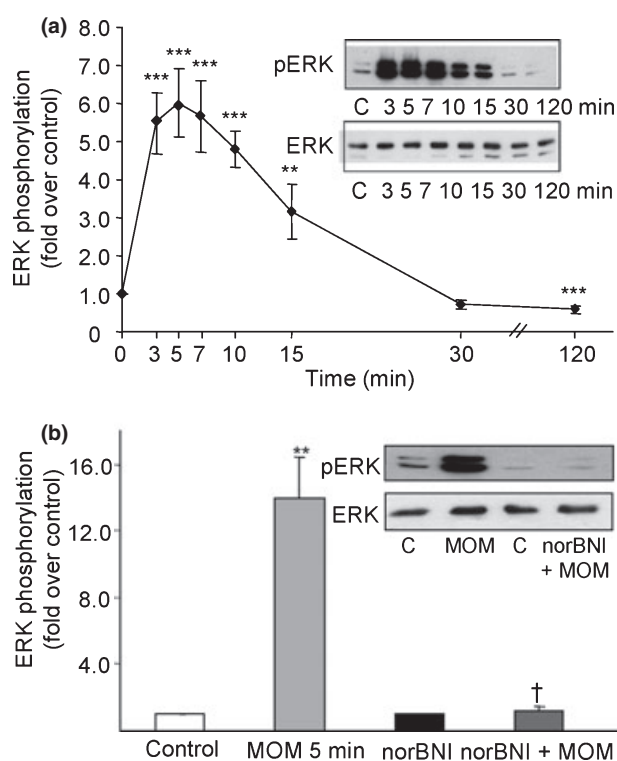 (a)
ERK phosphorylation
(fold over control)
8.0
7.0
6.0
5.0
4.0
3.0
2.0
1.0
0
***
***
***
***
**
***
0 3 5 7 10 15 30 120
Time (min)
pERK
C 3 5 7 10 15 30 120 min
ERK
C 3 5 7 10 15 30 120 min
(b)
ERK phosphorylation
(fold over control)
16.0
12.0
8.0
4.0
**
†
pERK
ERK
C MOM C norBNI
+ MOM
Control MOM 5 min norBNI norBNI + MOM